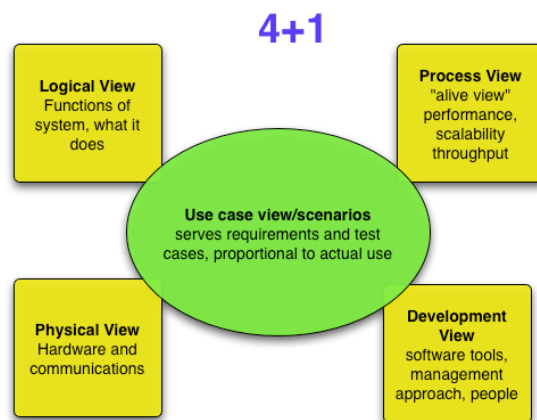 4+1
Logical View
Functions of
system, what it
does
Process View
"alive view"
performance,
scalability
throughput
Use case view/scenarios
serves requirements and test
cases, proportional to actual use
Physical View
Hardware and
communications
Development
View
software tools,
management
approach, people